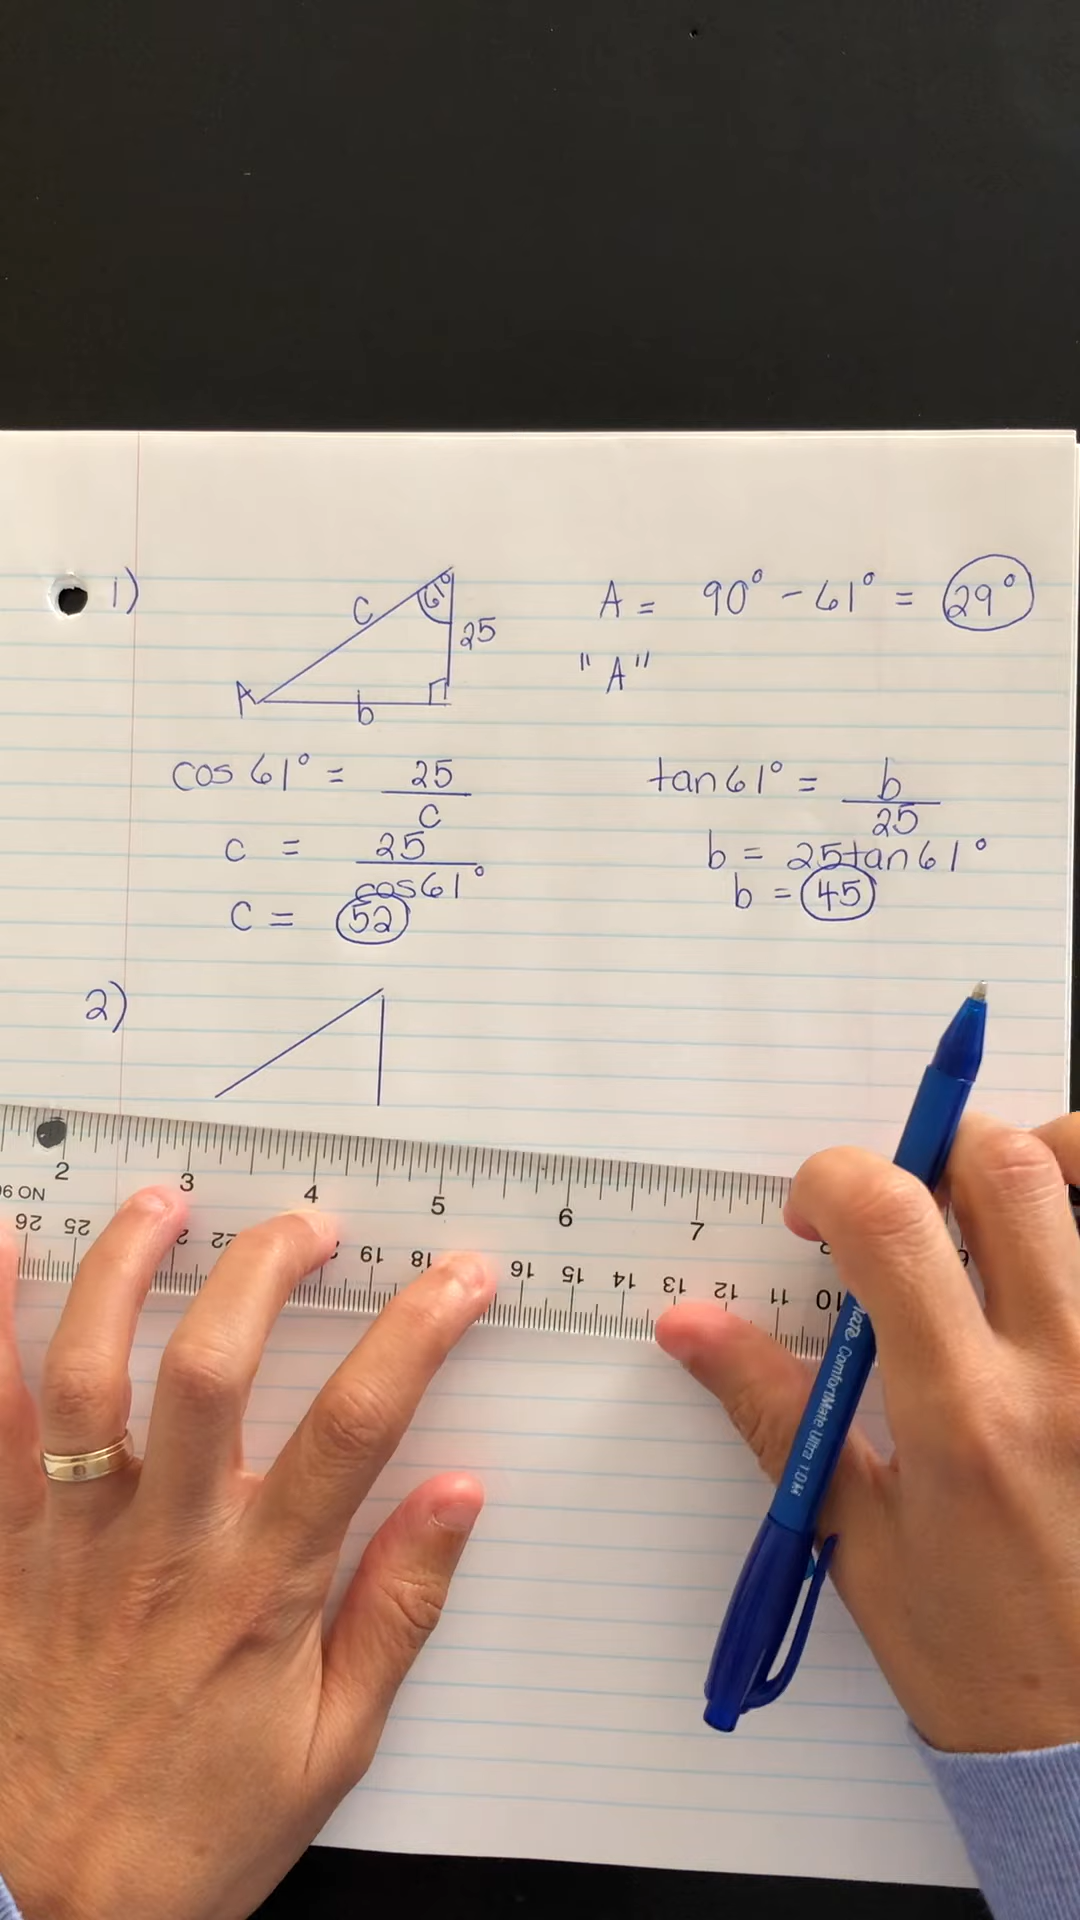 1)
C
61°
25
A
b
A = 90° - 61° = 29°
"A"
cos 61° = 25
c
c = 25
cos61°
C = 52
tan 61° = b
25
b = 25tan61°
b = 45
2)
2 3 4 5 6 7
NO
26 25 19 18 16 15 14 13 12 11 10
ComfortMate Ultra 1.0